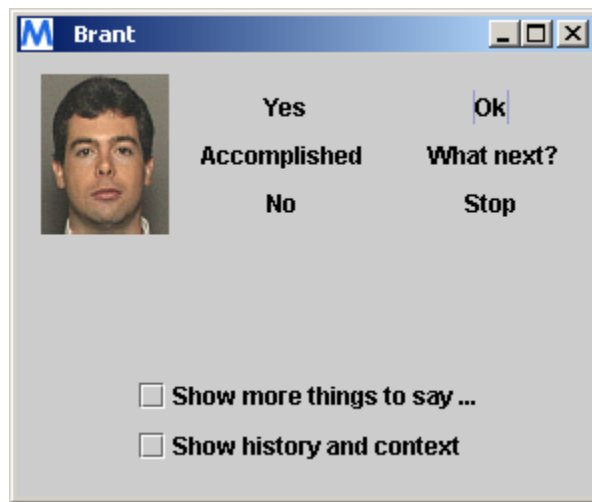 M Brant
Yes Ok
Accomplished What next?
No Stop
Show more things to say ...
Show history and context